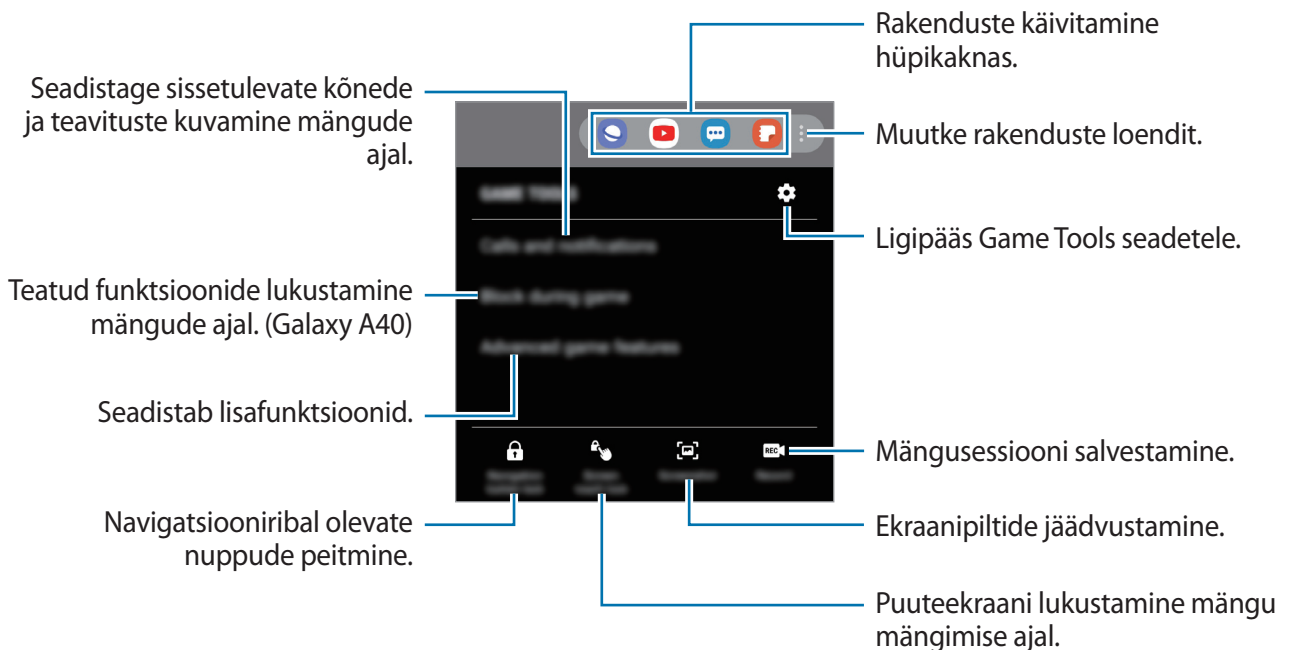 Rakenduste käivitamine
hüpikaknas.
Seadistage sissetulevate kõnede
ja teavituste kuvamine mängude
ajal.
Muutke rakenduste loendit.
GAME TOOLS
Ligipääs Game Tools seadetele.
Calls and notifications
Teatud funktsioonide lukustamine
mängude ajal. (Galaxy A40)
Block during game
Advanced game features
Seadistab lisafunktsioonid.
REC
Mängusessiooni salvestamine.
Navigatsiooniribal olevate
nuppude peitmine.
Ekraanipiltide jäädvustamine.
Puuteekraani lukustamine mängu
mängimise ajal.